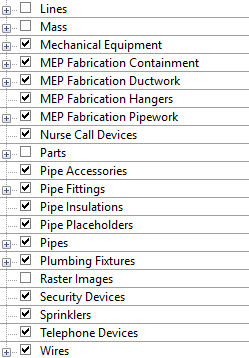 Lines
Mass
Mechanical Equipment
MEP Fabrication Containment
MEP Fabrication Ductwork
MEP Fabrication Hangers
MEP Fabrication Pipework
Nurse Call Devices
Parts
Pipe Accessories
Pipe Fittings
Pipe Insulations
Pipe Placeholders
Pipes
Plumbing Fixtures
Raster Images
Security Devices
Sprinklers
Telephone Devices
Wires